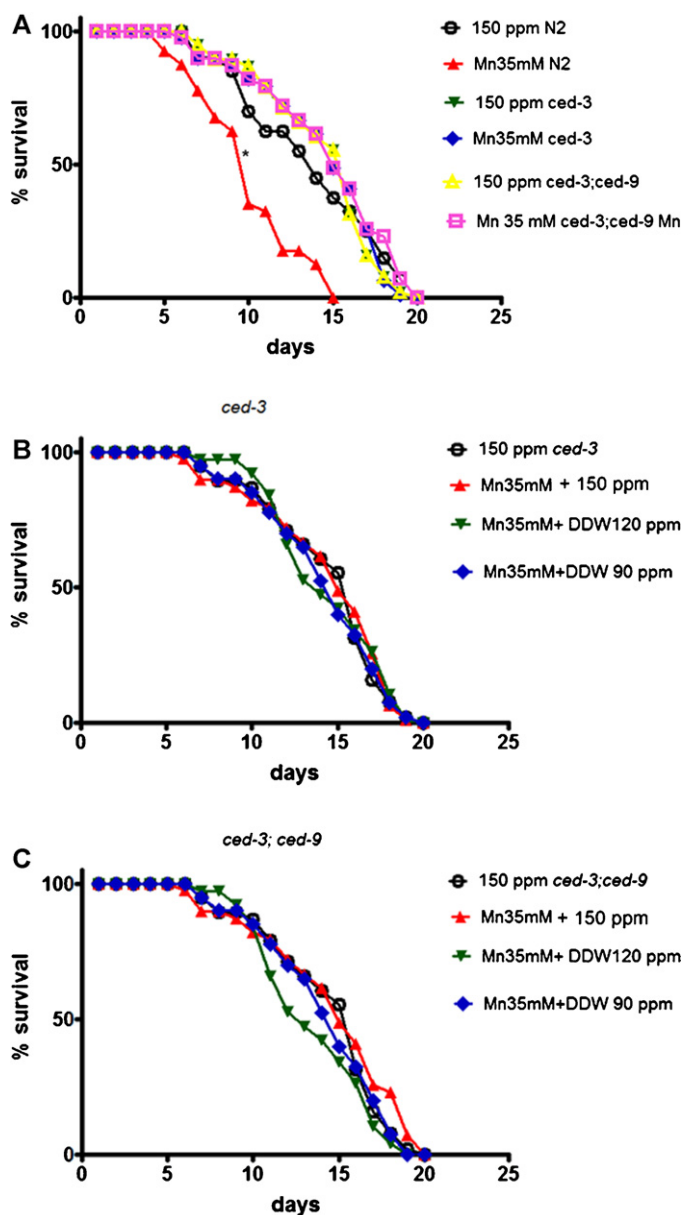 A
% survival
100
50
0
0
5
10
15
20
25
days
*
150 ppm N2
Mn35mM N2
150 ppm ced-3
Mn35mM ced-3
150 ppm ced-3;ced-9
Mn 35 mM ced-3;ced-9 Mn
ced-3
B
% survival
100
50
0
0
5
10
15
20
25
days
150 ppm ced-3
Mn35mM + 150 ppm
Mn35mM+ DDW120 ppm
Mn35mM+DDW 90 ppm
ced-3; ced-9
C
% survival
100
50
0
0
5
10
15
20
25
days
150 ppm ced-3;ced-9
Mn35mM + 150 ppm
Mn35mM+ DDW120 ppm
Mn35mM+DDW 90 ppm